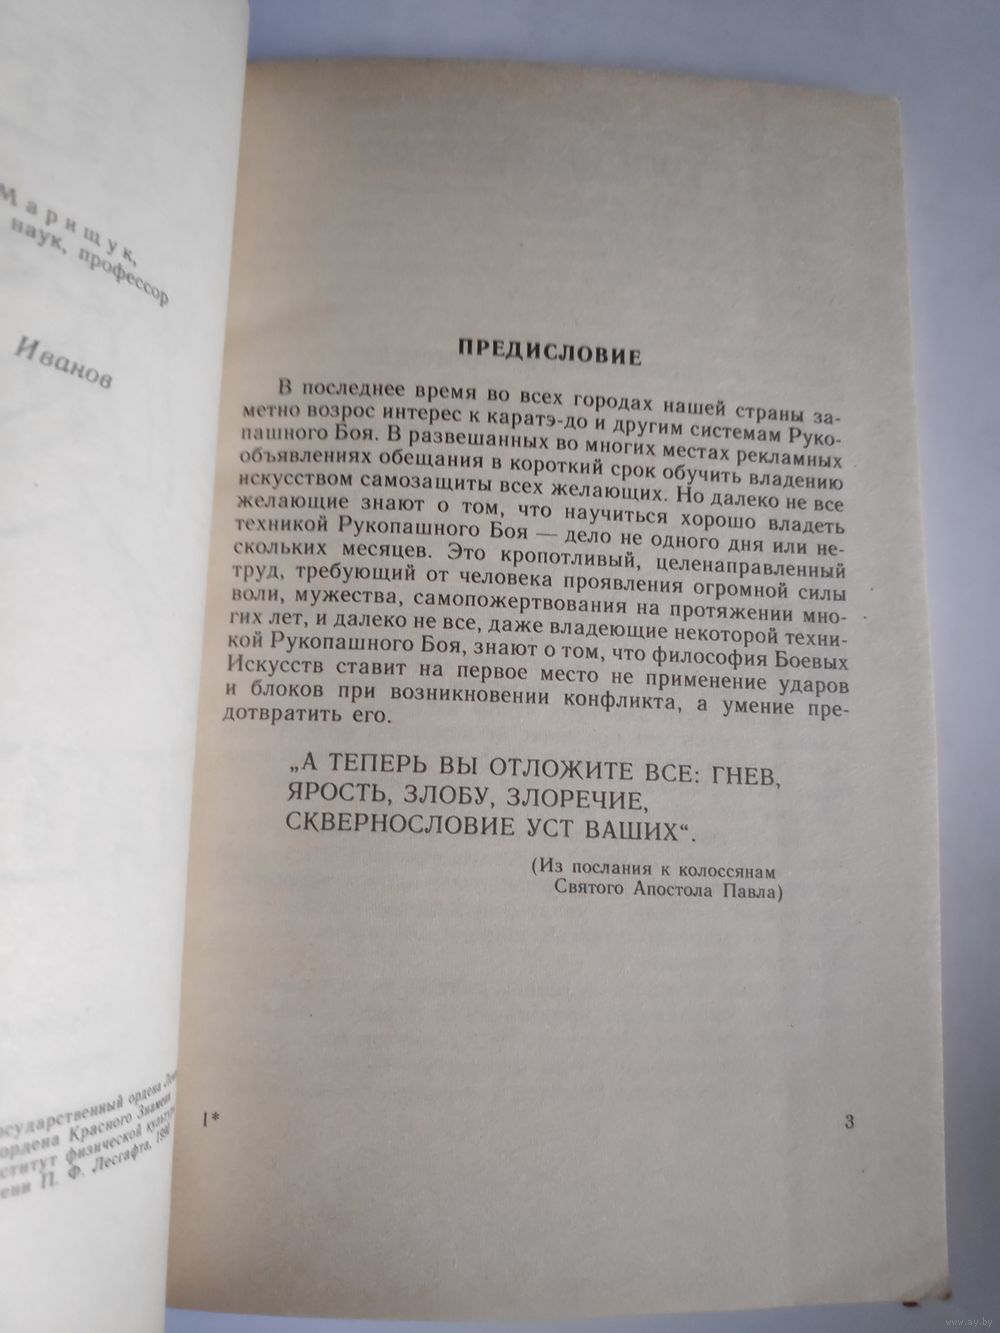 Марищук,
наук, профессор
Иванов
государственный ордена
ордена Красного Знамени
физической культуры
П. Ф. Лесгафта,
ПРЕДИСЛОВИЕ
В последнее время во всех городах нашей страны за-
метно возрос интерес к каратэ-до и другим системам Руко-
пашного Боя. В развешанных во многих местах рекламных
объявлениях обещания в короткий срок обучить владению
искусством самозащиты всех желающих. Но далеко не все
желающие знают о том, что научиться хорошо владеть
техникой Рукопашного Боя — дело не одного дня или не-
скольких месяцев. Это кропотливый, целенаправленный
труд, требующий от человека проявления огромной силы
воли, мужества, самопожертвования на протяжении мно-
гих лет, и далеко не все, даже владеющие некоторой техни-
кой Рукопашного Боя, знают о том, что философия Боевых
Искусств ставит на первое место не применение ударов
и блоков при возникновении конфликта, а умение пре-
дотвратить его.
„А ТЕПЕРЬ ВЫ ОТЛОЖИТЕ ВСЕ: ГНЕВ,
ЯРОСТЬ, ЗЛОБУ, ЗЛОРЕЧИЕ,
СКВЕРНОСЛОВИЕ УСТ ВАШИХ“.
(Из послания к колоссянам
Святого Апостола Павла)
1*
3
www.ay.by